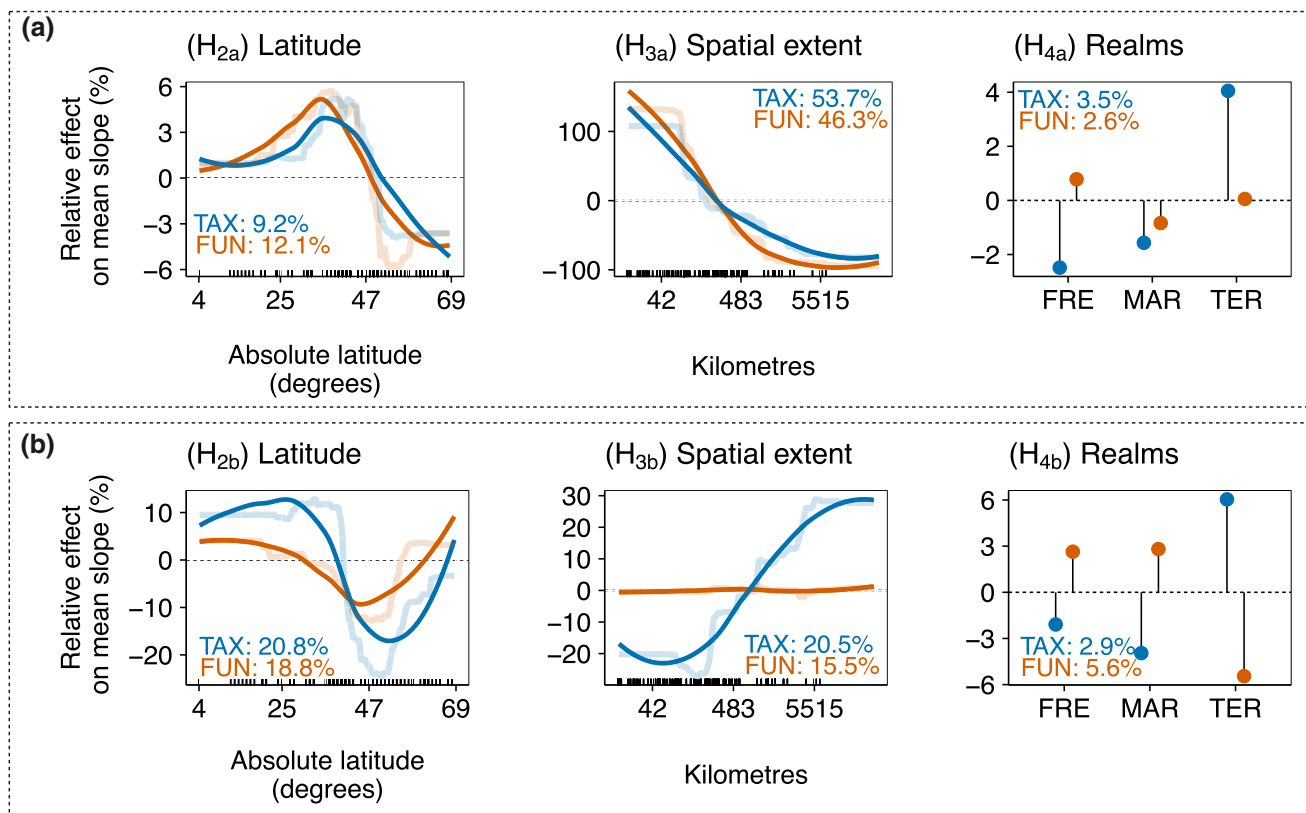 (a)
(H2a) Latitude
(H3a) Spatial extent
(H4a) Realms
Relative effect
on mean slope (%)
6
3
0
−3
−6
TAX: 9.2%
FUN: 12.1%
4
25
47
69
Absolute latitude
(degrees)
100
0
−100
TAX: 53.7%
FUN: 46.3%
42
483
5515
Kilometres
4
2
0
−2
TAX: 3.5%
FUN: 2.6%
FRE
MAR
TER
(b)
(H2b) Latitude
(H3b) Spatial extent
(H4b) Realms
Relative effect
on mean slope (%)
10
0
−10
−20
TAX: 20.8%
FUN: 18.8%
4
25
47
69
Absolute latitude
(degrees)
30
20
10
0
−10
−20
TAX: 20.5%
FUN: 15.5%
42
483
5515
Kilometres
6
3
0
−3
−6
TAX: 2.9%
FUN: 5.6%
FRE
MAR
TER